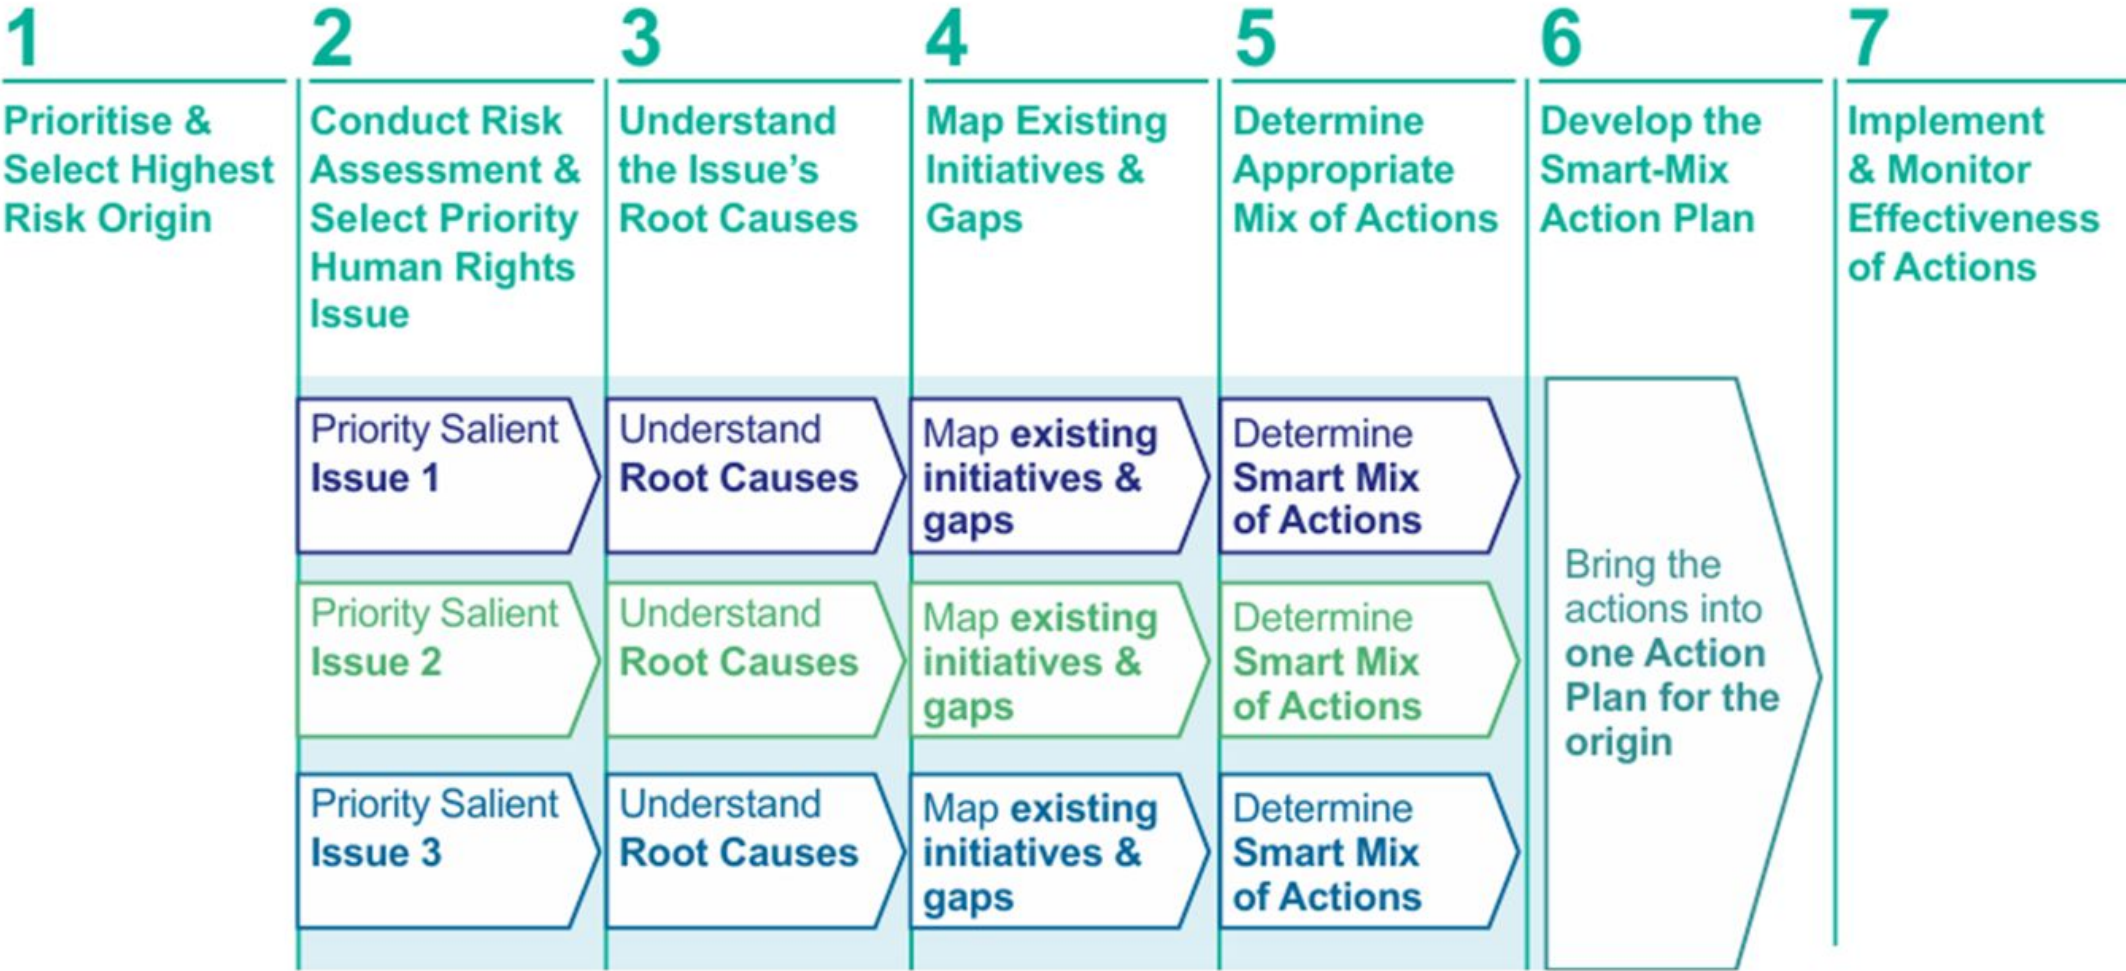 1
Prioritise &
Select Highest
Risk Origin
2
Conduct Risk
Assessment &
Select Priority
Human Rights
Issue
3
Understand
the Issue’s
Root Causes
4
Map Existing
Initiatives &
Gaps
5
Determine
Appropriate
Mix of Actions
6
Develop the
Smart-Mix
Action Plan
7
Implement
& Monitor
Effectiveness
of Actions
Priority Salient
Issue 1
Understand
Root Causes
Map existing
initiatives &
gaps
Determine
Smart Mix
of Actions
Priority Salient
Issue 2
Understand
Root Causes
Map existing
initiatives &
gaps
Determine
Smart Mix
of Actions
Priority Salient
Issue 3
Understand
Root Causes
Map existing
initiatives &
gaps
Determine
Smart Mix
of Actions
Bring the
actions into
one Action
Plan for the
origin